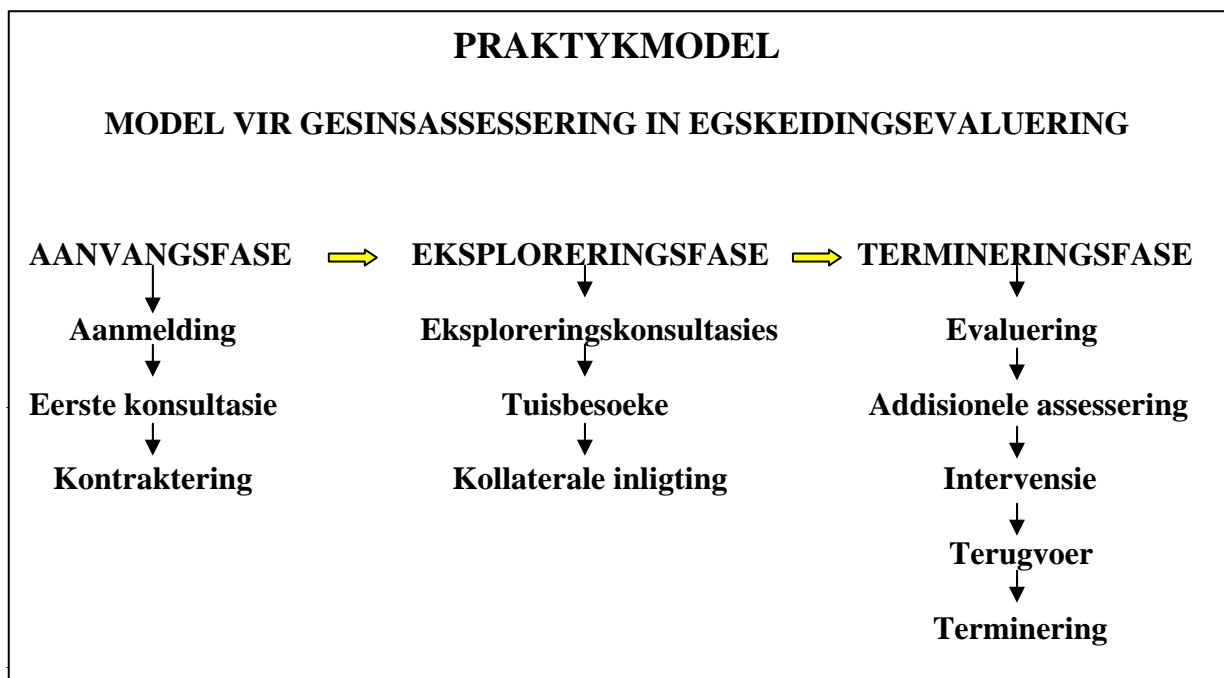 PRAKTYKMODEL
MODEL VIR GESINSASSESSERING IN EGSKEIDINGSEVALUERING
AANVANGSFASE
Aanmelding
Eerste konsultasie
Kontraktering
EKSPLORERINGSFASE
Eksploreringskonsultasies
Tuisbesoeke
Kollaterale inligting
TERMINERINGSFASE
Evaluering
Addisionele assessering
Intervensie
Terugvoer
Terminering